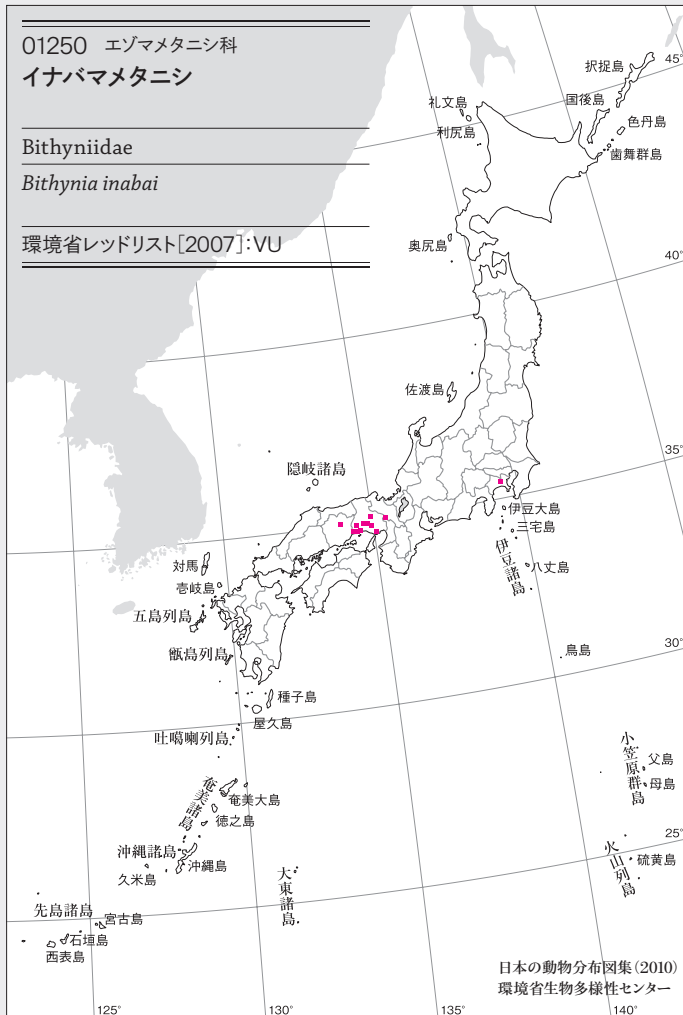 01250 エゾマメタニシ科
イナバマメタニシ
Bithyniidae
Bithynia inabai
環境省レッドリスト[2007]:VU
45°
択捉島
国後島
礼文島
色丹島
利尻島
歯舞群島
奥尻島
40°
佐渡島
35°
隠岐諸島
伊豆大島
三宅島
伊豆諸島
八丈島
対馬
壱岐島
五島列島
甑島列島
鳥島
30°
種子島
屋久島
吐噶喇列島
小笠原群島
父島
母島
奄美諸島
奄美大島
徳之島
25°
沖縄諸島
沖縄島
久米島
火山列島
硫黄島
大東諸島
先島諸島
宮古島
石垣島
西表島
日本の動物分布図集(2010)
環境省生物多様性センター
125°
130°
135°
140°